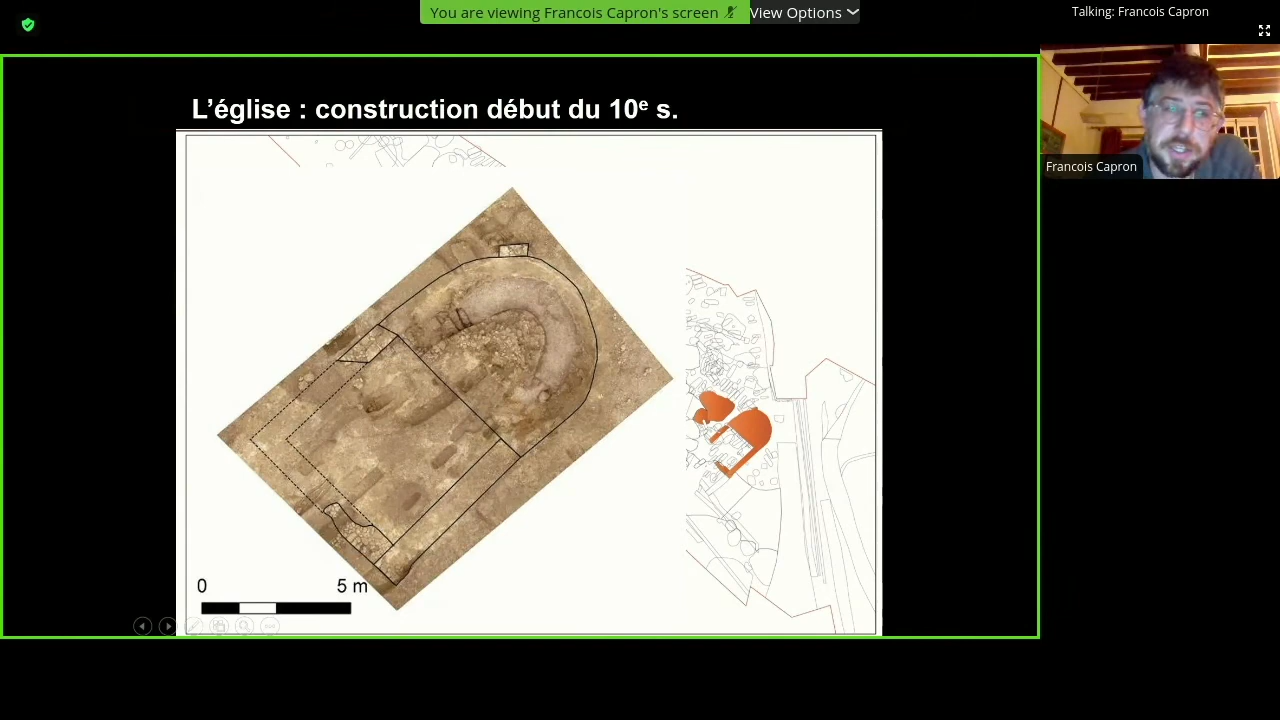 You are viewing Francois Capron's screen
View Options
Talking: Francois Capron
L'église : construction début du 10ᵉ s.
Francois Capron
0
5 m